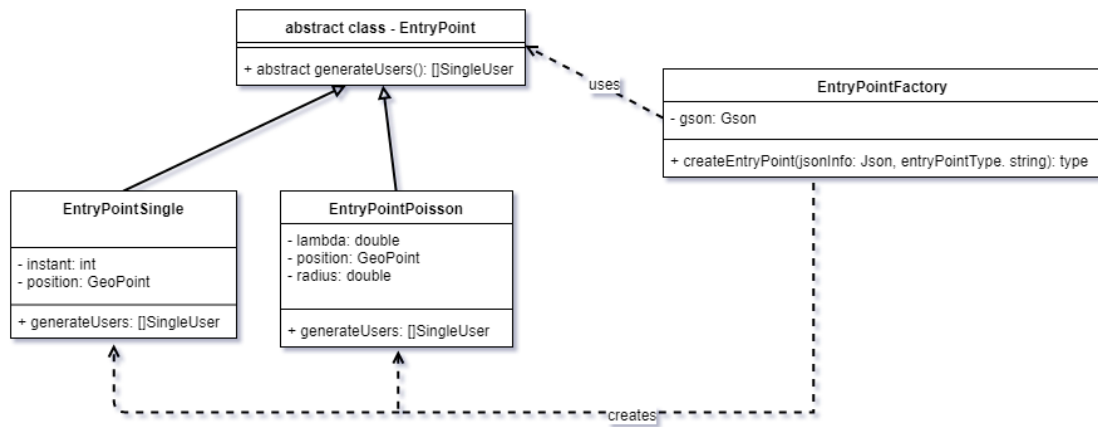 abstract class - EntryPoint
+ abstract generateUsers(): []SingleUser
uses
EntryPointFactory
- gson: Gson
+ createEntryPoint(jsonInfo: Json, entryPointType. string): type
EntryPointSingle
- instant: int
- position: GeoPoint
+ generateUsers: []SingleUser
EntryPointPoisson
- lambda: double
- position: GeoPoint
- radius: double
+ generateUsers: []SingleUser
creates